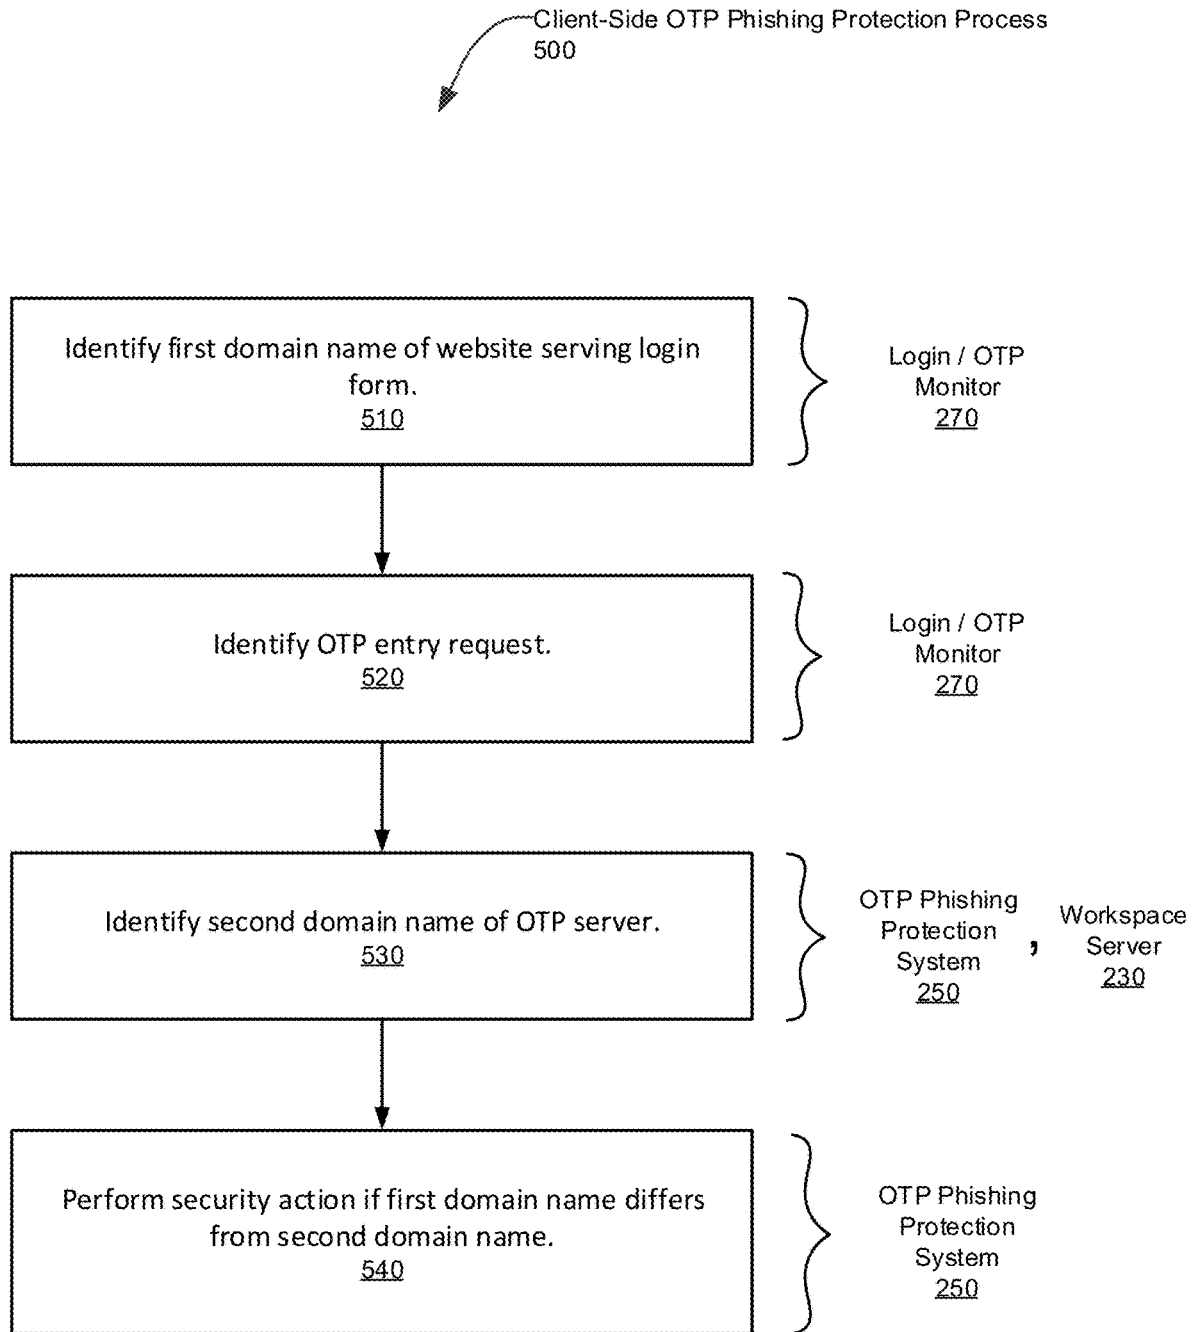 Client-Side OTP Phishing Protection Process
500
Identify first domain name of website serving login
form.
510
Login / OTP
Monitor
270
Identify OTP entry request.
520
Login / OTP
Monitor
270
Identify second domain name of OTP server.
530
OTP Phishing
Protection
System
250
,
Workspace
Server
230
Perform security action if first domain name differs
from second domain name.
540
OTP Phishing
Protection
System
250